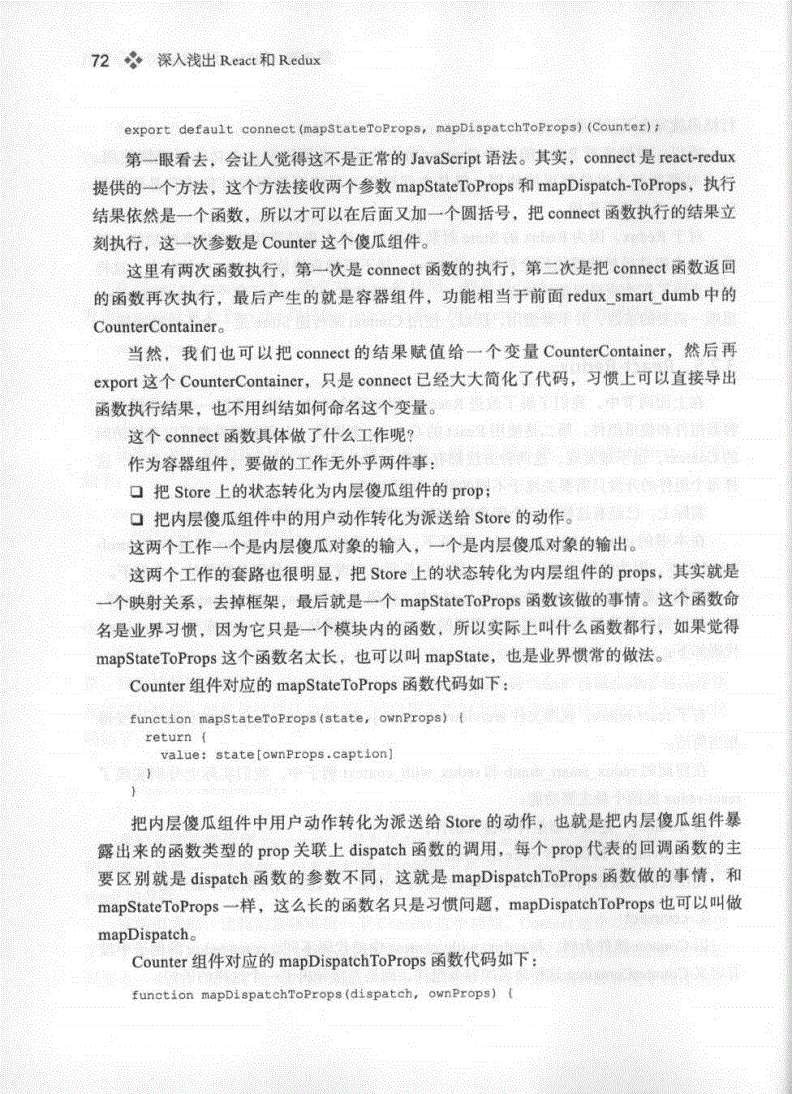 72 深入浅出 React 和 Redux
export default connect(mapStateToProps, mapDispatchToProps)(Counter);
第一眼看去，会让人觉得这不是正常的 JavaScript 语法。其实，connect 是 react-redux
提供的一个方法，这个方法接收两个参数 mapStateToProps 和 mapDispatch-ToProps，执行
结果依然是一个函数，所以才可以在后面又加一个圆括号，把 connect 函数执行的结果立
刻执行，这一次参数是 Counter 这个傻瓜组件。
这里有两次函数执行，第一次是 connect 函数的执行，第二次是把 connect 函数返回
的函数再次执行，最后产生的就是容器组件，功能相当于前面 redux_smart_dumb 中的
CounterContainer。
当然，我们也可以把 connect 的结果赋值给一个变量 CounterContainer，然后再
export 这个 CounterContainer，只是 connect 已经大大简化了代码，习惯上可以直接导出
函数执行结果，也不用纠结如何命名这个变量。
这个 connect 函数具体做了什么工作呢？
作为容器组件，要做的工作无外乎两件事：
❑ 把 Store 上的状态转化为内层傻瓜组件的 prop；
❑ 把内层傻瓜组件中的用户动作转化为派送给 Store 的动作。
这两个工作一个是内层傻瓜对象的输入，一个是内层傻瓜对象的输出。
这两个工作的套路也很明显，把 Store 上的状态转化为内层组件的 props，其实就是
一个映射关系，去掉框架，最后就是一个 mapStateToProps 函数该做的事情。这个函数命
名是业界习惯，因为它只是一个模块内的函数，所以实际上叫什么函数都行，如果觉得
mapStateToProps 这个函数名太长，也可以叫 mapState，也是业界惯常的做法。
Counter 组件对应的 mapStateToProps 函数代码如下：
function mapStateToProps(state, ownProps) {
return {
value: state[ownProps.caption]
}
}
把内层傻瓜组件中用户动作转化为派送给 Store 的动作，也就是把内层傻瓜组件暴
露出来的函数类型的 prop 关联上 dispatch 函数的调用，每个 prop 代表的回调函数的主
要区别就是 dispatch 函数的参数不同，这就是 mapDispatchToProps 函数做的事情，和
mapStateToProps 一样，这么长的函数名只是习惯问题，mapDispatchToProps 也可以叫做
mapDispatch。
Counter 组件对应的 mapDispatchToProps 函数代码如下：
function mapDispatchToProps(dispatch, ownProps) {